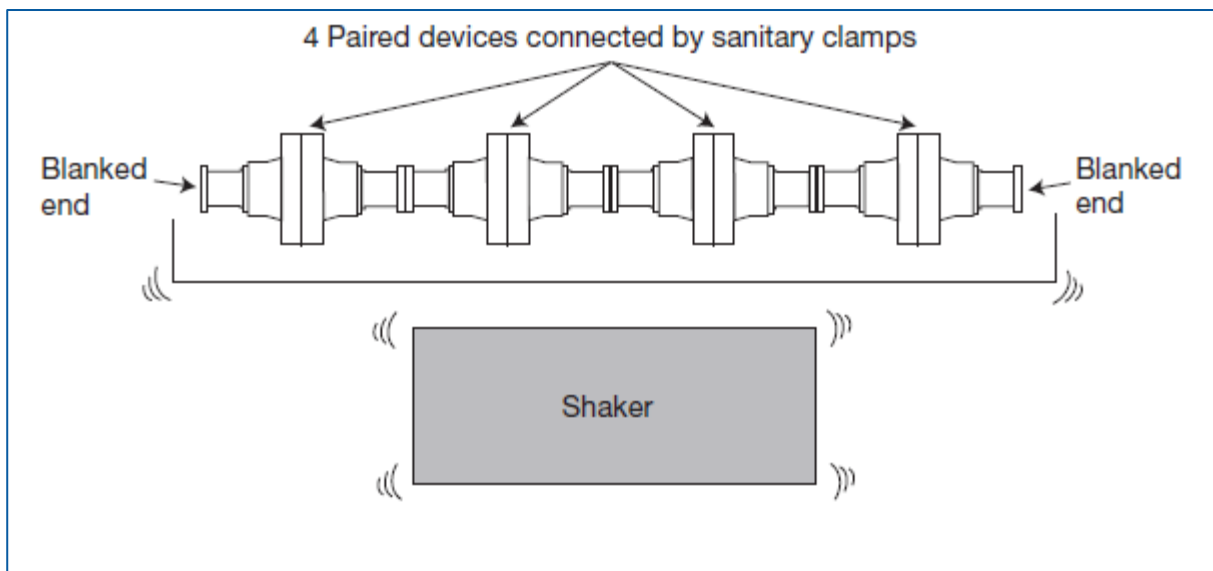 4 Paired devices connected by sanitary clamps
Blanked
end
Blanked
end
Shaker